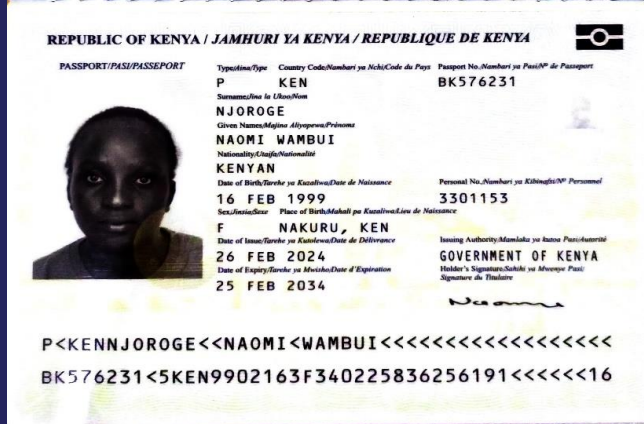 REPUBLIC OF KENYA / JAMHURI YA KENYA / REPUBLIQUE DE KENYA
PASSPORT/PASI/PASSEPORT
Type/Aina/Type Country Code/Nambari ya Nchi/Code du Pays Passport No./Nambari ya Pasi/Nº de Passeport
P KEN BK576231
Surname/Jina la Ukoo/Nom
NJOROGE
Given Names/Majina Aliyopewa/Prénoms
NAOMI WAMBUI
Nationality/Utaifa/Nationalité
KENYAN
Date of Birth/Tarehe ya Kuzaliwa/Date de Naissance Personal No./Nambari ya Kibinafsi/Nº Personnel
16 FEB 1999 3301153
Sex/Jinsia/Sexe Place of Birth/Mahali pa Kuzaliwa/Lieu de Naissance
F NAKURU, KEN
Date of Issue/Tarehe ya Kutolewa/Date de Délivrance Issuing Authority/Mamlaka ya kutoa Pasi/Autorité
26 FEB 2024 GOVERNMENT OF KENYA
Date of Expiry/Tarehe ya Mwisho/Date d'Expiration Holder's Signature/Sahihi ya Mwenye Pasi/
25 FEB 2034 Signature du Titulaire
P<KENNJOROGE<<NAOMI<WAMBUI<<<<<<<<<<<<<<<<<<
BK576231<5KEN9902163F340225836256191<<<<<<16